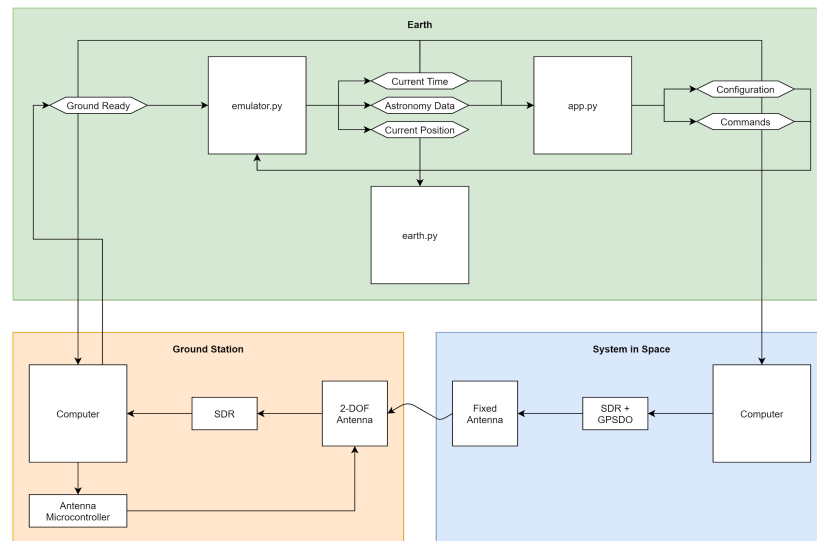 Earth
Ground Ready
emulator.py
Current Time
Astronomy Data
Current Position
app.py
Configuration
Commands
earth.py
Ground Station
Computer
SDR
2-DOF
Antenna
Antenna
Microcontroller
System in Space
Fixed
Antenna
SDR +
GPSDO
Computer